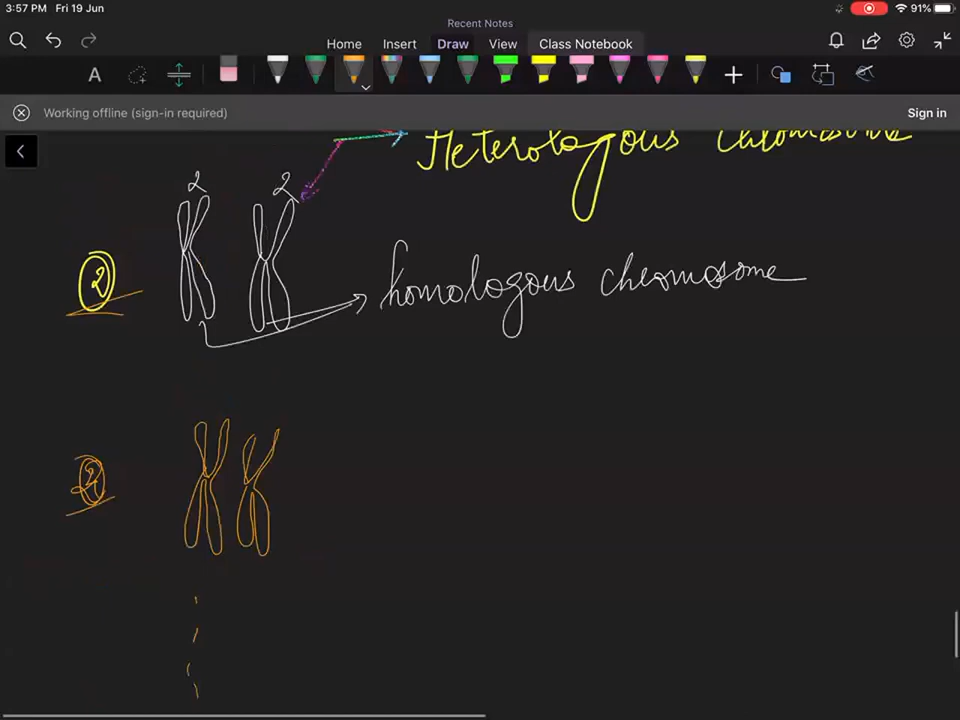 3:57 PM Fri 19 Jun
91%
Recent Notes
Home Insert Draw View Class Notebook
A
Working offline (sign-in required) Sign in
Heterologous chromosome
2 2
2 homologous chromosome